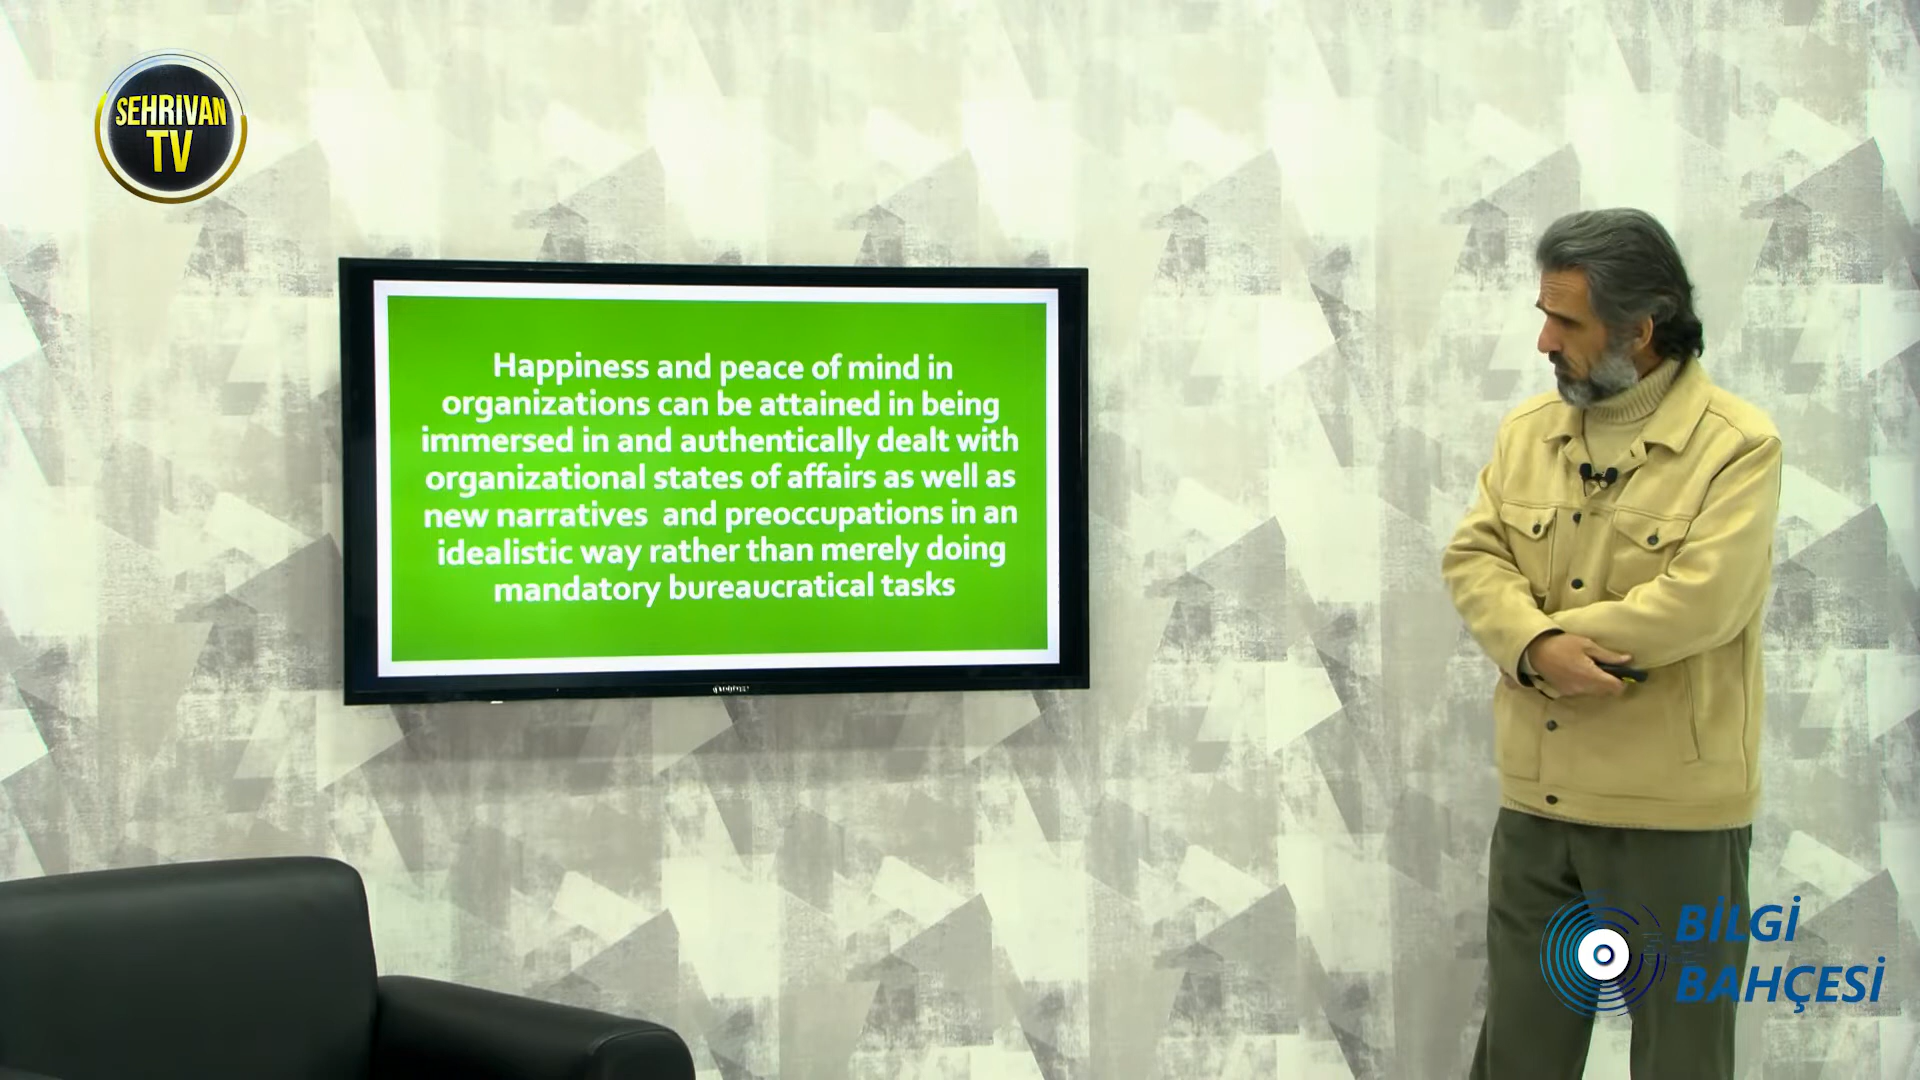 SEHRİVAN
TV
Happiness and peace of mind in
organizations can be attained in being
immersed in and authentically dealt with
organizational states of affairs as well as
new narratives  and preoccupations in an
idealistic way rather than merely doing
mandatory bureaucratical tasks
BİLGİ
BAHÇESİ